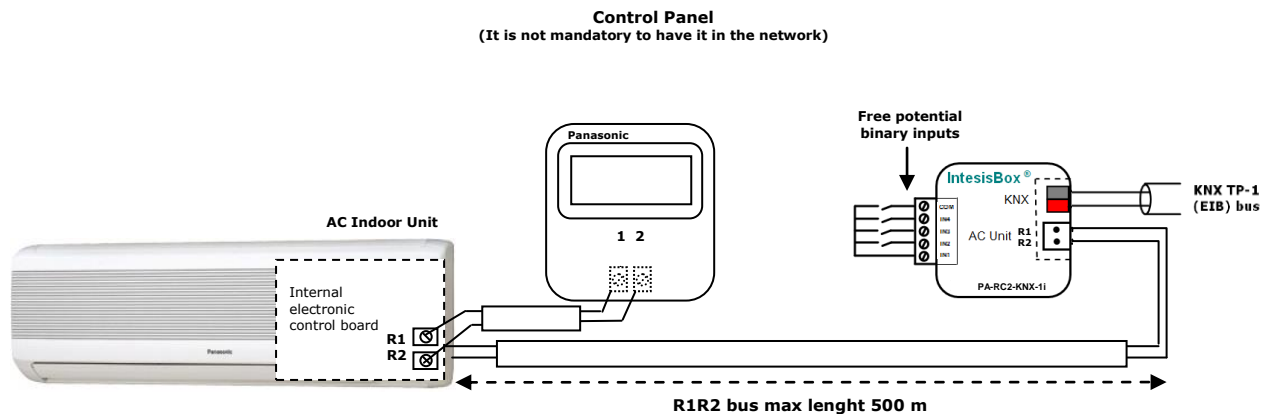 Control Panel
(It is not mandatory to have it in the network)
Free potential
binary inputs
Panasonic
IntesisBox ®
KNX
KNX TP-1
(EIB) bus
COM
IN4
IN3
IN2
IN1
AC Unit
R1
R2
PA-RC2-KNX-1i
AC Indoor Unit
1 2
Internal
electronic
control board
R1
R2
Panasonic
R1R2 bus max lenght 500 m